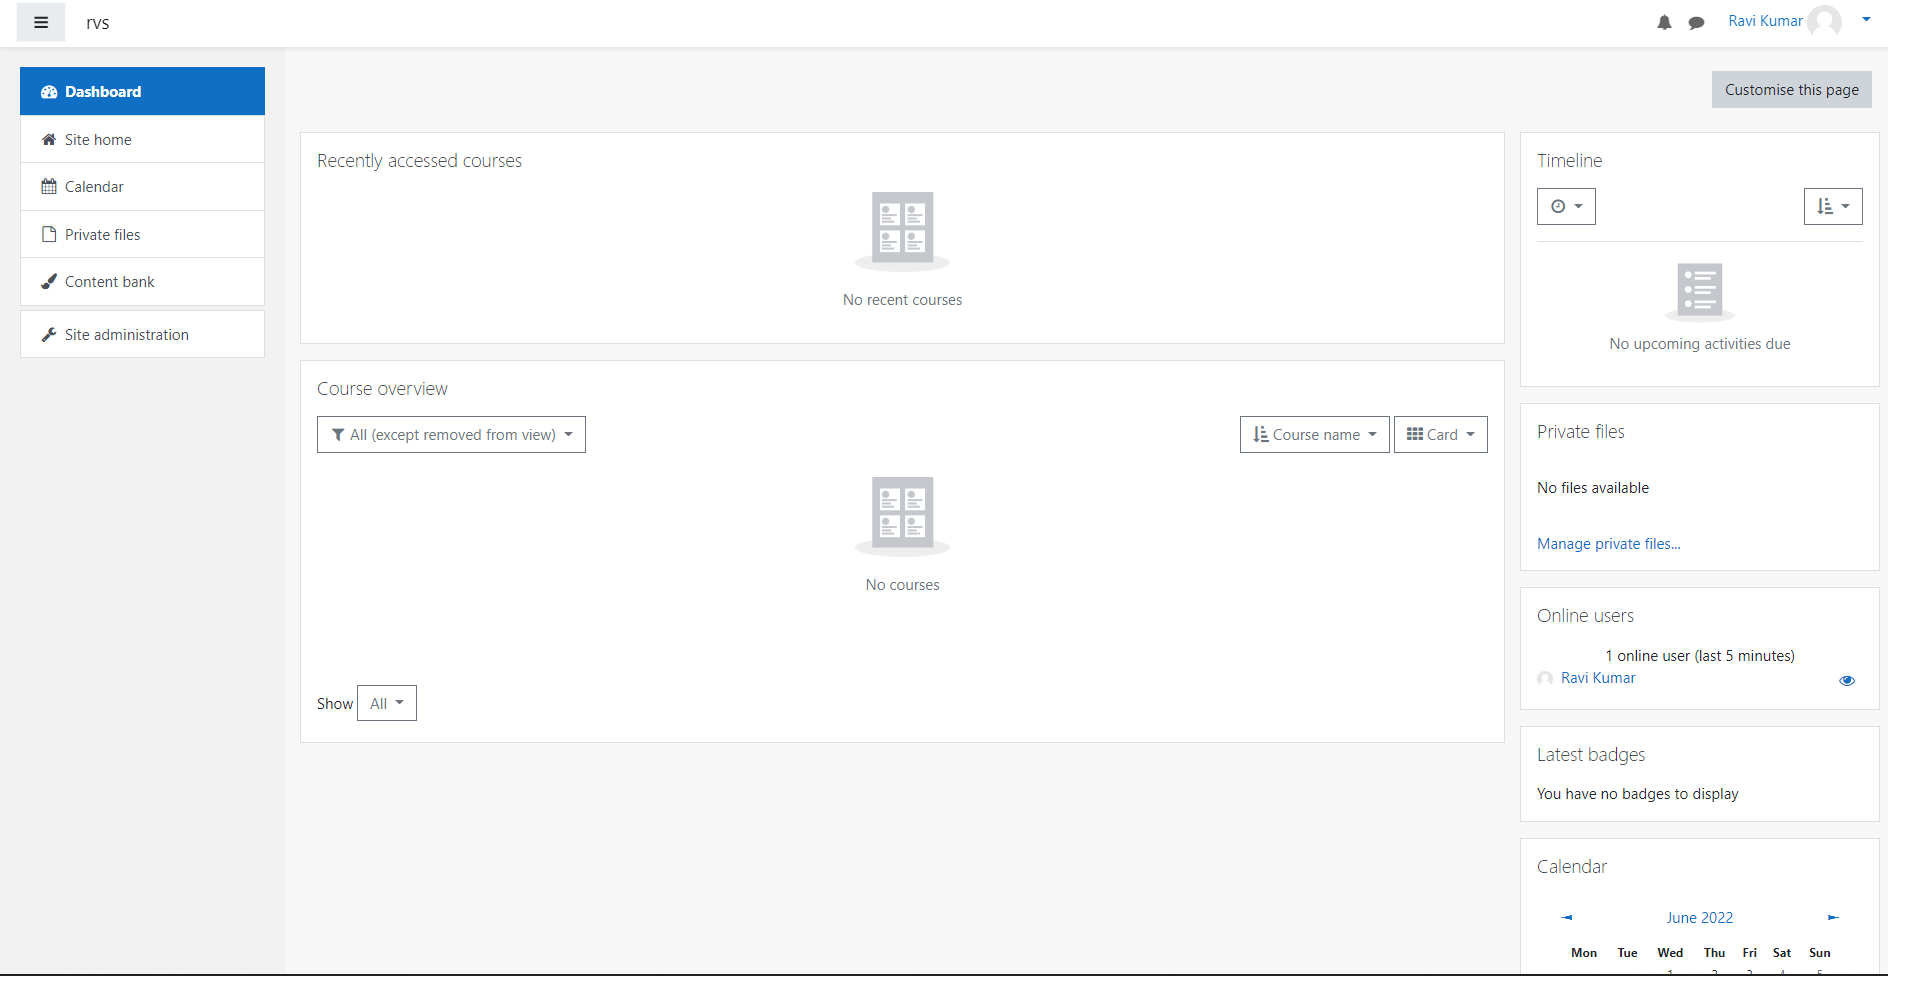 rvs
Ravi Kumar
Dashboard
Site home
Calendar
Private files
Content bank
Site administration
Customise this page
Recently accessed courses
No recent courses
Course overview
All (except removed from view)
Course name
Card
No courses
Show All
Timeline
No upcoming activities due
Private files
No files available
Manage private files...
Online users
1 online user (last 5 minutes)
Ravi Kumar
Latest badges
You have no badges to display
Calendar
June 2022
Mon Tue Wed Thu Fri Sat Sun